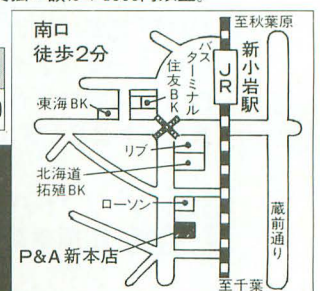 南口
徒歩2分
至秋葉原
バスターミナル
新小岩駅
JR
住友BK
東海BK
リブ
北海道
拓殖BK
ローソン
P&A新本店
蔵前通り
至千葉